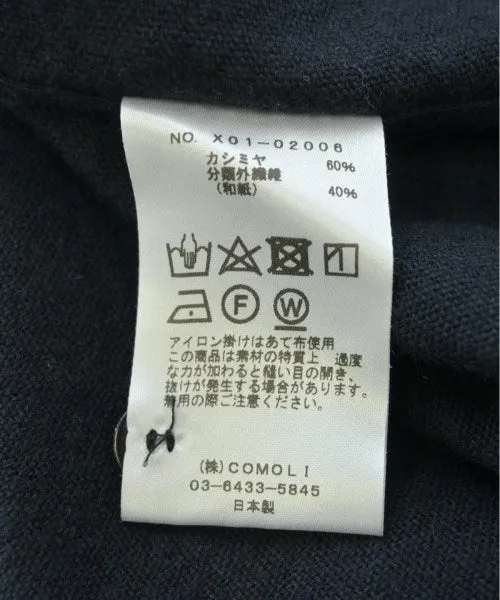 NO. X01-02006
カシミヤ 60%
分類外繊維
(和紙) 40%
F W
アイロン掛けはあて布使用
この商品は素材の特質上 過度
な力が加わると縫い目の開き、
抜けが発生する場合があります。
着用の際ご注意ください。
(株) COMOLI
03-6433-5845
日本製